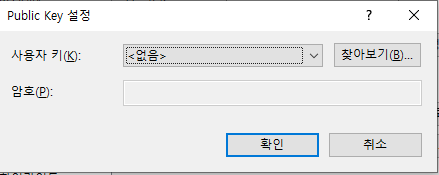 Public Key 설정
사용자 키(K):
<없음>
찾아보기(B)...
암호(P):
확인
취소